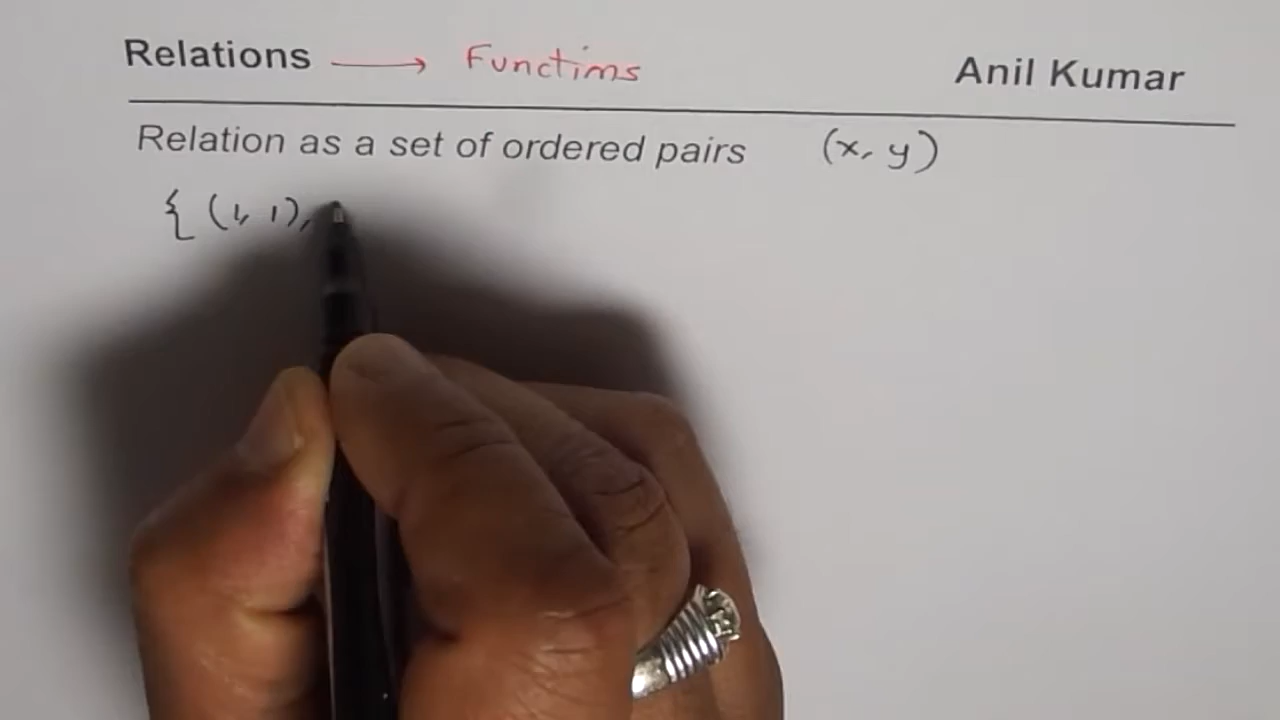 Relations → Functions Anil Kumar
Relation as a set of ordered pairs (x, y)
{ (1, 1),